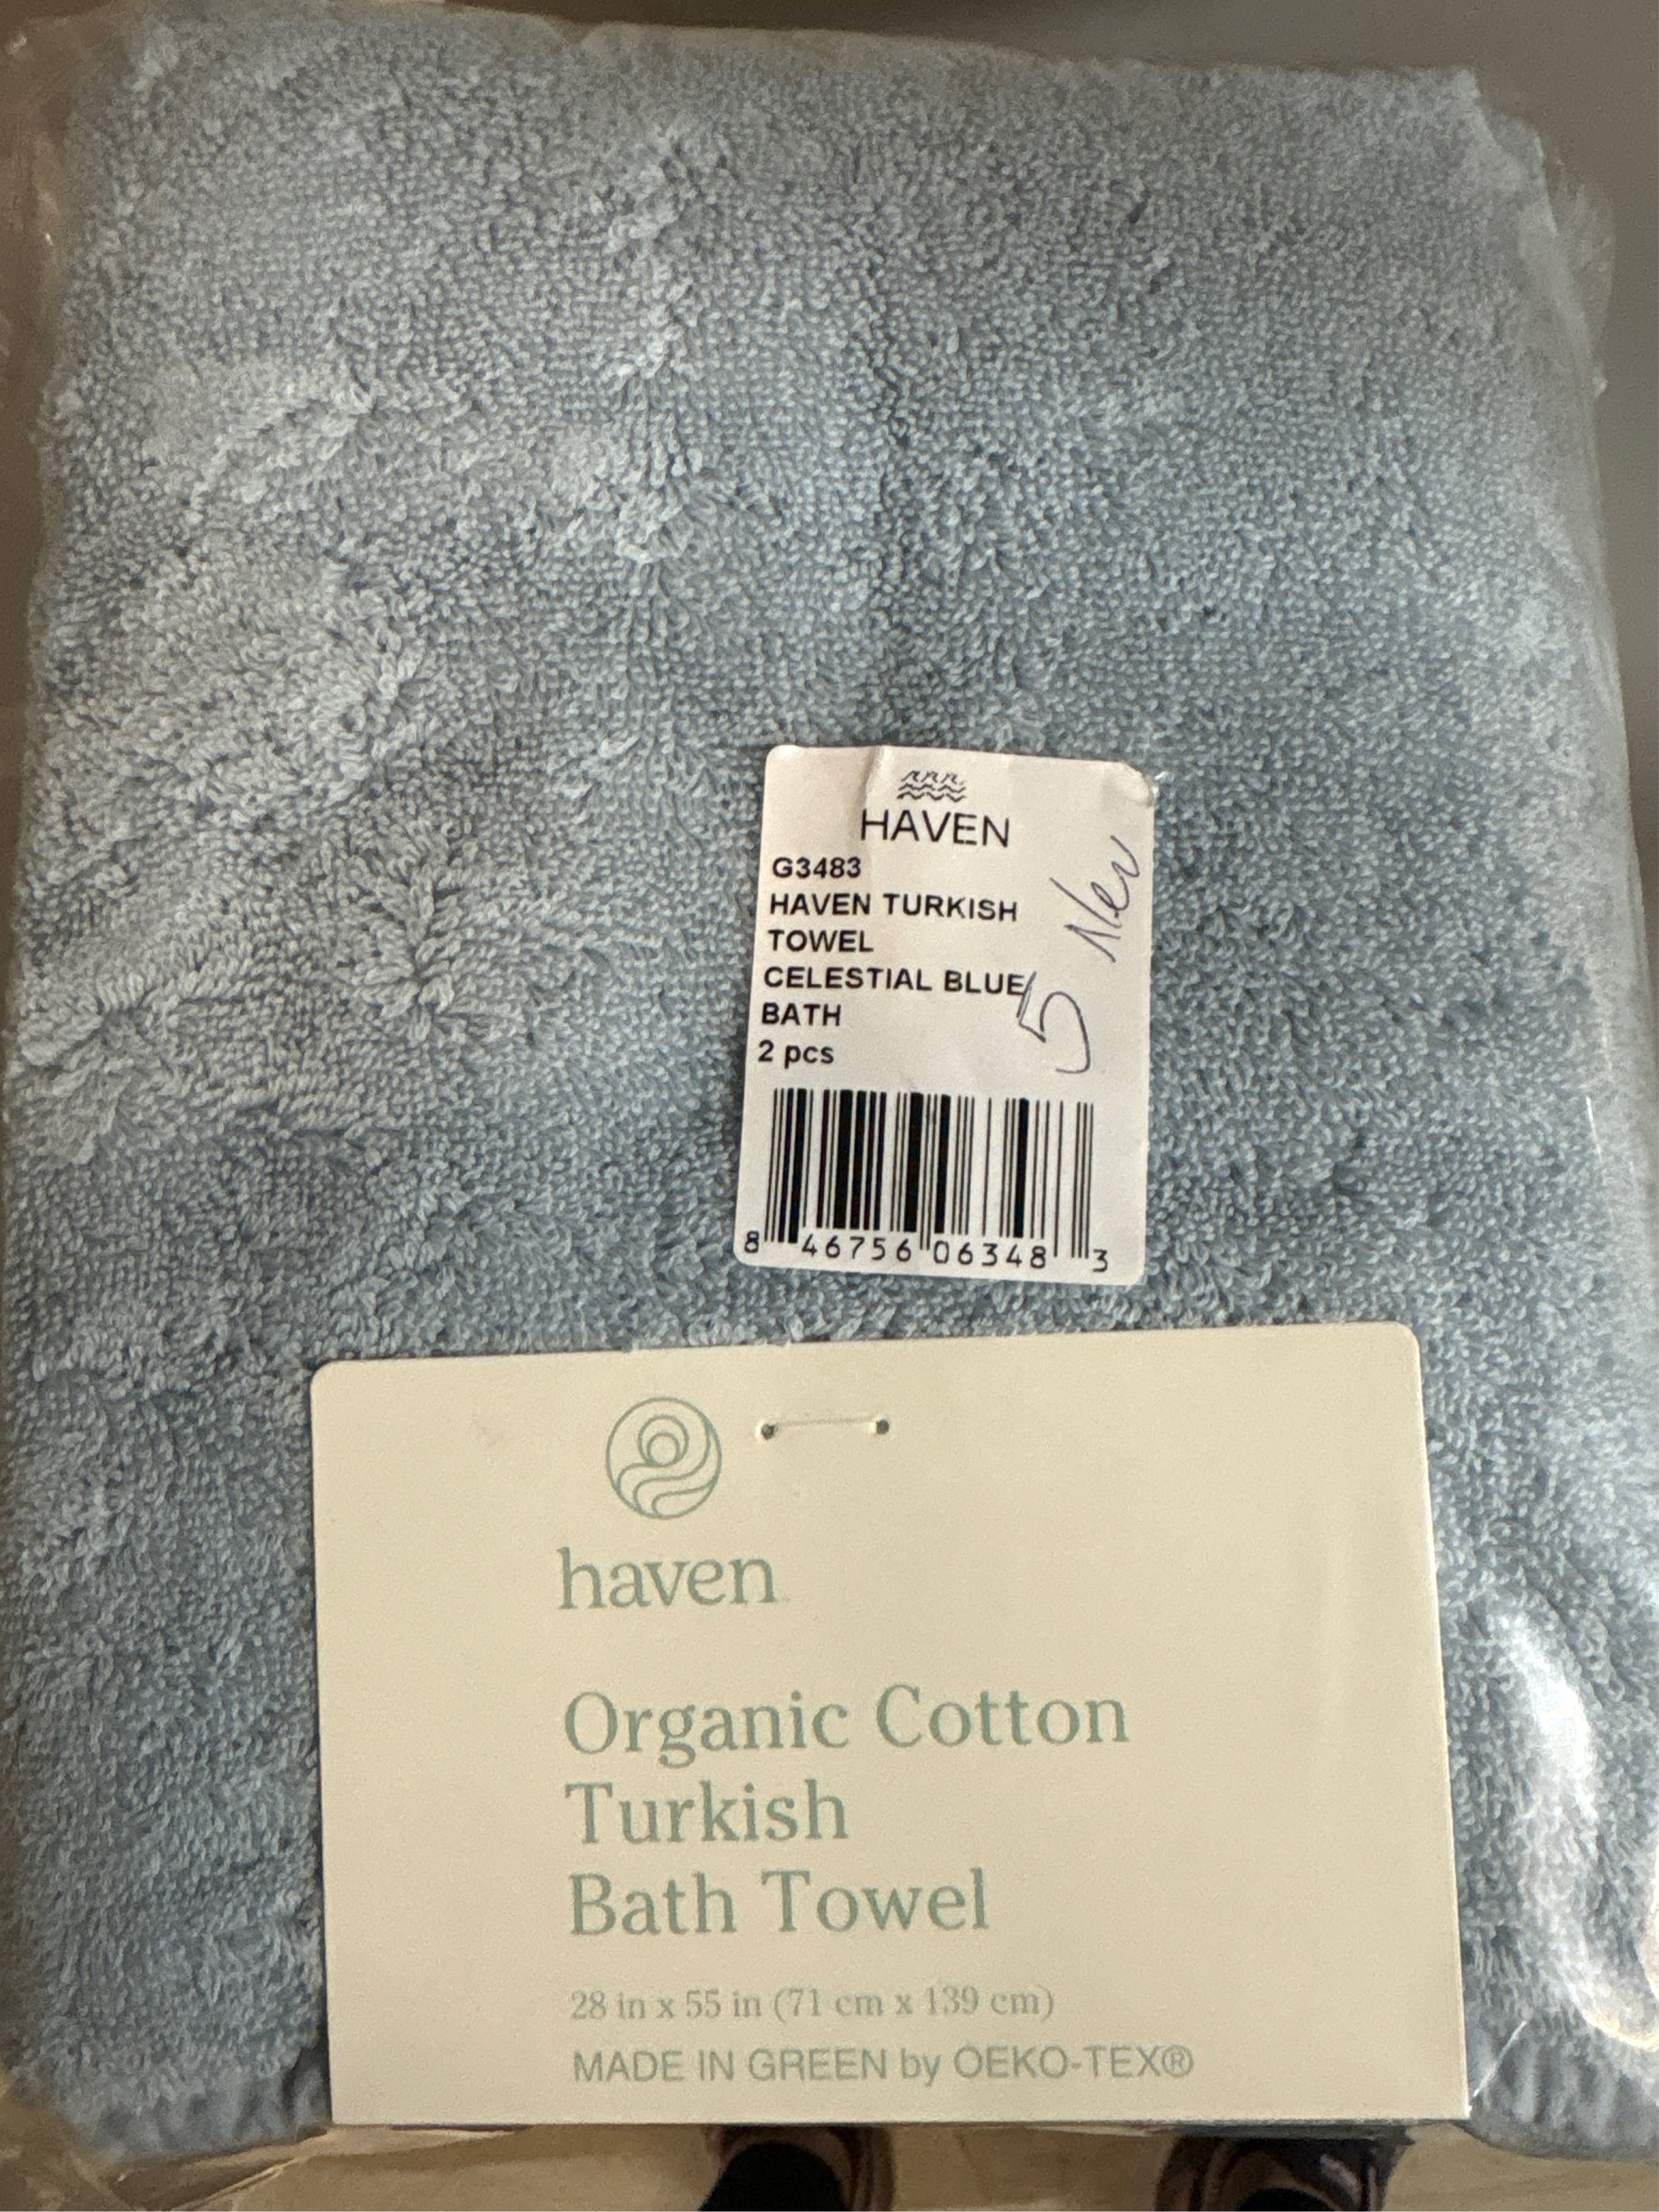 HAVEN
G3483
HAVEN TURKISH
TOWEL
CELESTIAL BLUE
BATH
2 pcs
5 New
8 46756 06348 3
haven
Organic Cotton
Turkish
Bath Towel
28 in x 55 in (71 cm x 139 cm)
MADE IN GREEN by OEKO-TEX®